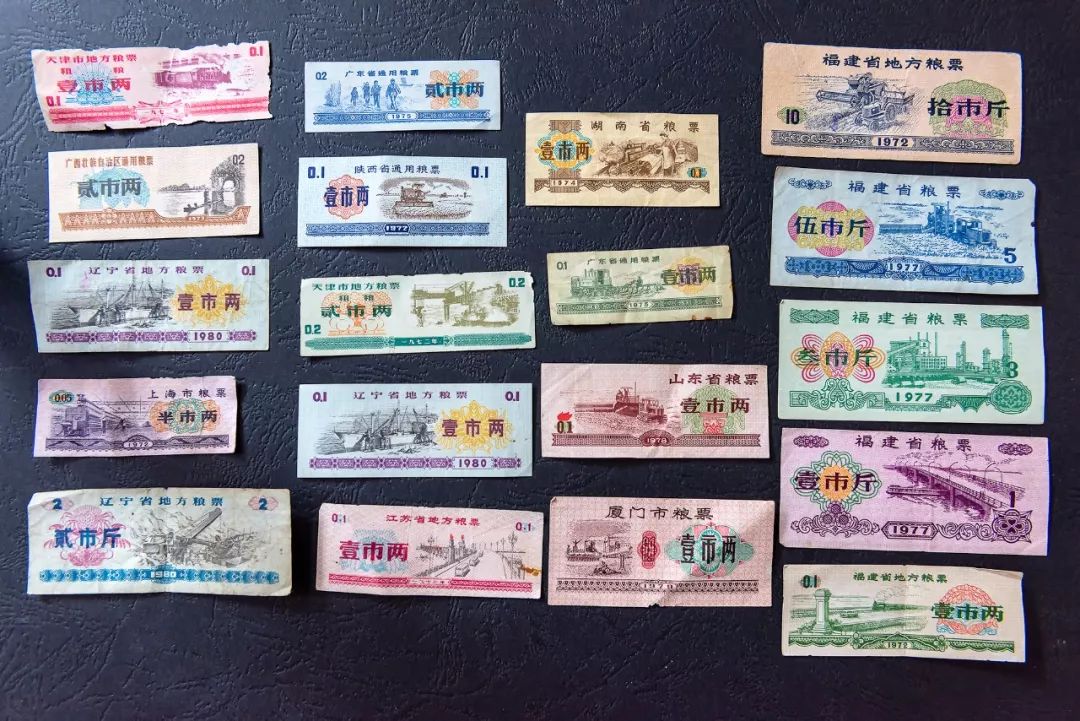 天津市地方粮票
0.1
粗粮
粗粮
壹市两
0.1
广西壮族自治区通用粮票
02
贰市两
1973
0.1
辽宁省地方粮票
0.1
壹市两
1980
0.05
上海市粮票
半市两
1972
2
辽宁省地方粮票
2
贰市斤
1980
02
广东省通用粮票
贰市两
1975
0.1
陕西省通用粮票
0.1
壹市两
1977
天津市地方粮票
0.2
粗粮
粗粮
贰市两
0.2
一九七二年
0.1
辽宁省地方粮票
0.1
壹市两
1980
0.1
江苏省地方粮票
0.1
壹市两
湖南省粮票
壹市两
1974
0.1
01
广东省通用粮票
壹市两
1975
山东省粮票
壹市两
01
1978
厦门市粮票
壹市两
福建省地方粮票
10
拾市斤
1972
福建省粮票
伍市斤
1977
5
福建省粮票
叁市斤
3
1977
福建省粮票
壹市斤
1
1977
0.1
福建省地方粮票
壹市两
1972